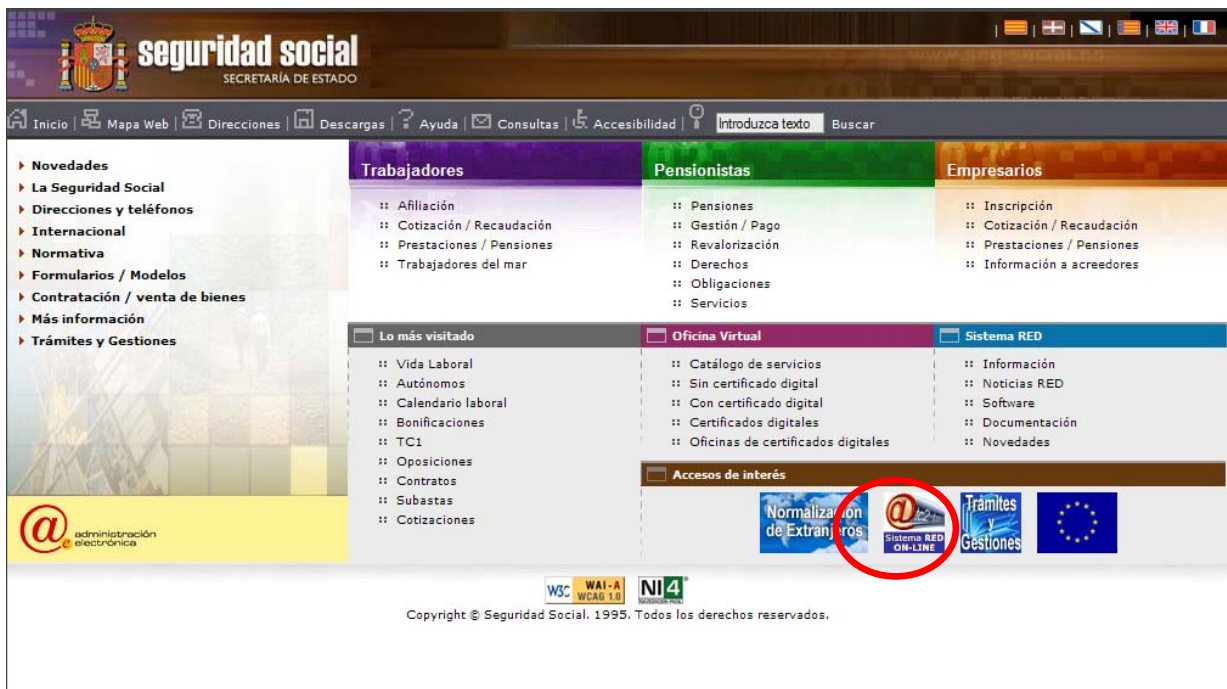 seguridad social
SECRETARÍA DE ESTADO
www.seg-social.es
Inicio | Mapa Web | Direcciones | Descargas | Ayuda | Consultas | Accesibilidad | Introduzca texto Buscar
Novedades
La Seguridad Social
Direcciones y teléfonos
Internacional
Normativa
Formularios / Modelos
Contratación / venta de bienes
Más información
Trámites y Gestiones
administración
electrónica
Trabajadores
Afiliación
Cotización / Recaudación
Prestaciones / Pensiones
Trabajadores del mar
Pensionistas
Pensiones
Gestión / Pago
Revalorización
Derechos
Obligaciones
Servicios
Empresarios
Inscripción
Cotización / Recaudación
Prestaciones / Pensiones
Información a acreedores
Lo más visitado
Vida Laboral
Autónomos
Calendario laboral
Bonificaciones
TC1
Oposiciones
Contratos
Subastas
Cotizaciones
Oficina Virtual
Catálogo de servicios
Sin certificado digital
Con certificado digital
Certificados digitales
Oficinas de certificados digitales
Sistema RED
Información
Noticias RED
Software
Documentación
Novedades
Accesos de interés
Normalización
de Extranjeros
Sistema RED
ON-LINE
Trámites
y
Gestiones
W3C WAI-A
WCAG 1.0
NI4
Copyright © Seguridad Social. 1995. Todos los derechos reservados.